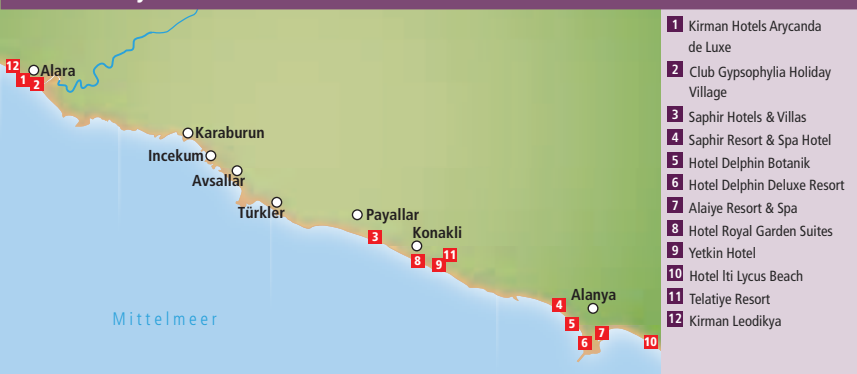 12
1
2
Alara
Karaburun
Incekum
Avsallar
Türkler
Payallar
3
Konakli
8
9
11
Alanya
4
5
6
7
10
Mittelmeer
1 Kirman Hotels Arycanda
de Luxe
2 Club Gypsophylia Holiday
Village
3 Saphir Hotels & Villas
4 Saphir Resort & Spa Hotel
5 Hotel Delphin Botanik
6 Hotel Delphin Deluxe Resort
7 Alaiye Resort & Spa
8 Hotel Royal Garden Suites
9 Yetkin Hotel
10 Hotel Iti Lycus Beach
11 Telatiye Resort
12 Kirman Leodikya